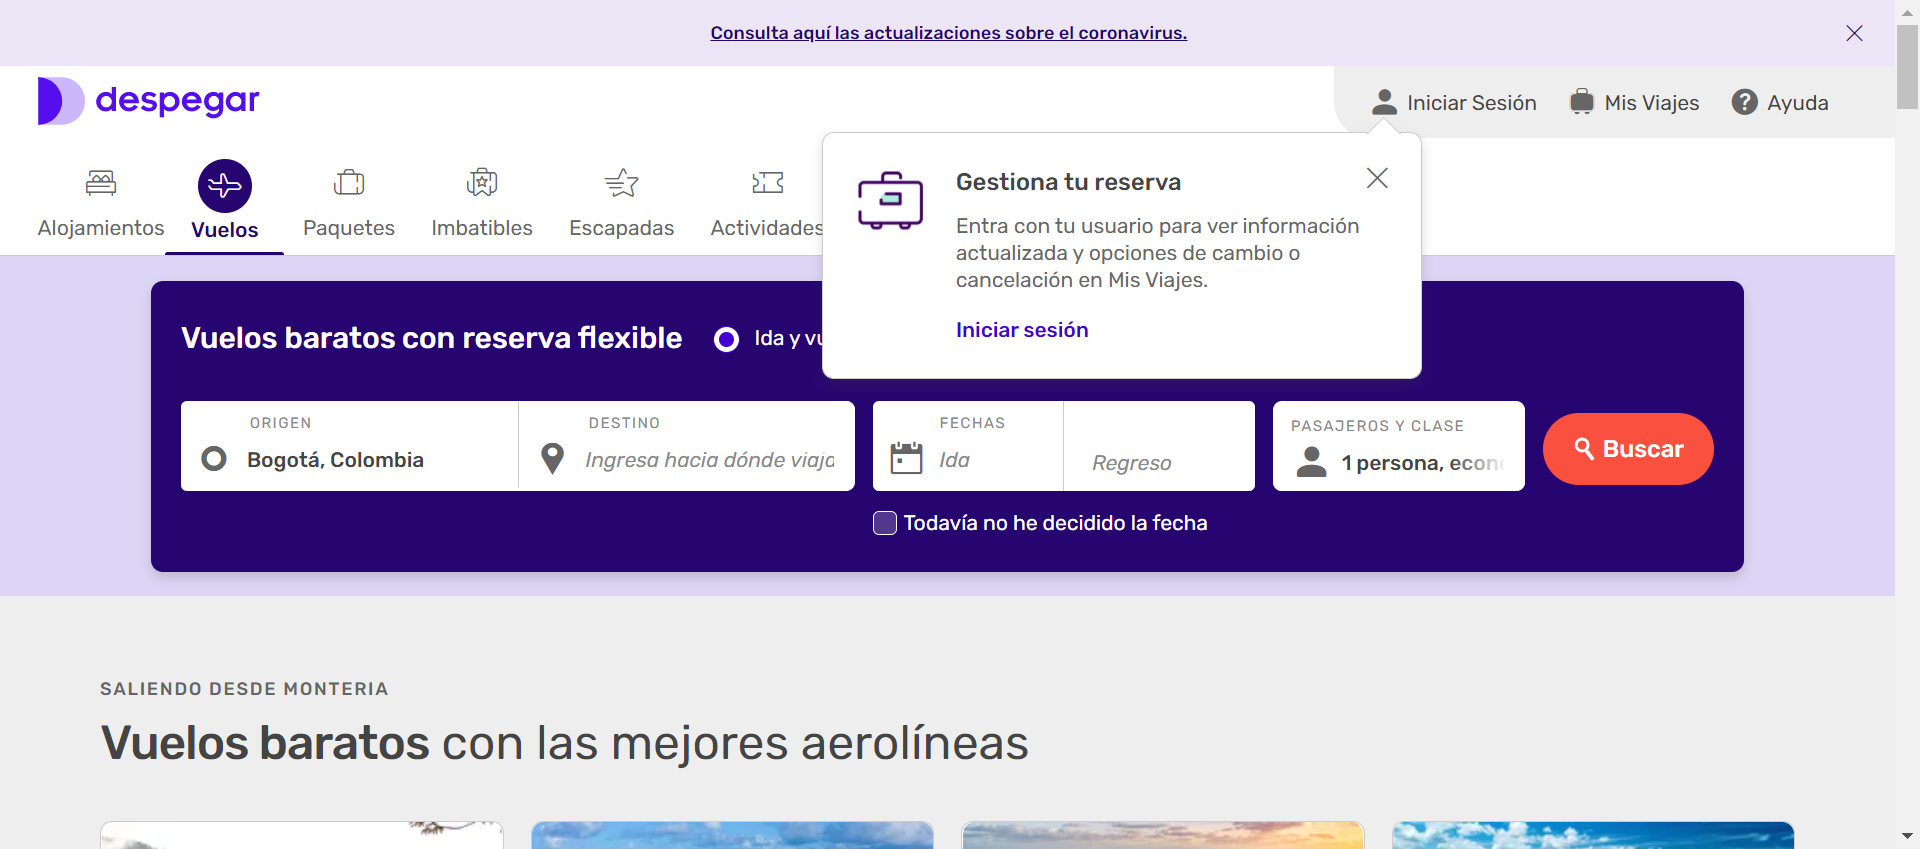 Consulta aquí las actualizaciones sobre el coronavirus.
despegar
Iniciar Sesión
Mis Viajes
Ayuda
Alojamientos
Vuelos
Paquetes
Imbatibles
Escapadas
Actividades
Gestiona tu reserva
Entra con tu usuario para ver información
actualizada y opciones de cambio o
cancelación en Mis Viajes.
Iniciar sesión
Vuelos baratos con reserva flexible
Ida y vu
ORIGEN
Bogotá, Colombia
DESTINO
Ingresa hacia dónde viaja
FECHAS
Ida
Regreso
PASAJEROS Y CLASE
1 persona, econ
Buscar
Todavía no he decidido la fecha
SALIENDO DESDE MONTERIA
Vuelos baratos con las mejores aerolíneas